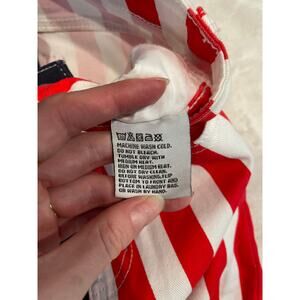 MACHINE WASH COLD.
DO NOT BLEACH.
TUMBLE DRY WITH
MEDIUM HEAT.
IRON ON MEDIUM HEAT.
DO NOT DRY CLEAN.
BEFORE WASHING, FLIP
BOTTOM TO FRONT AND
PLACE IN LAUNDRY BAG,
OR WASH BY HAND.